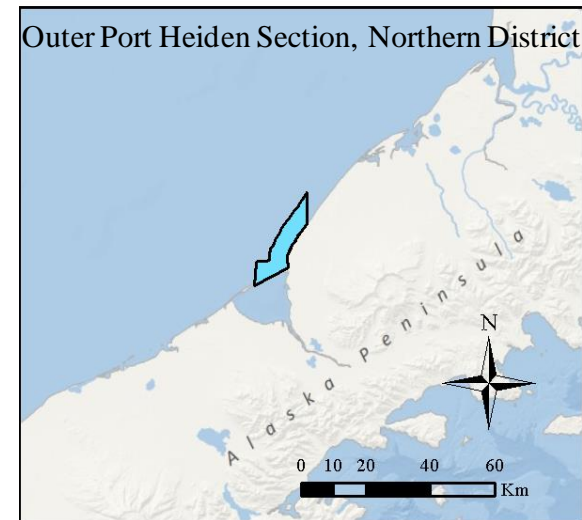 Outer Port Heiden Section, Northern District
Alaska Peninsula
N
0 10 20 40 60
Km